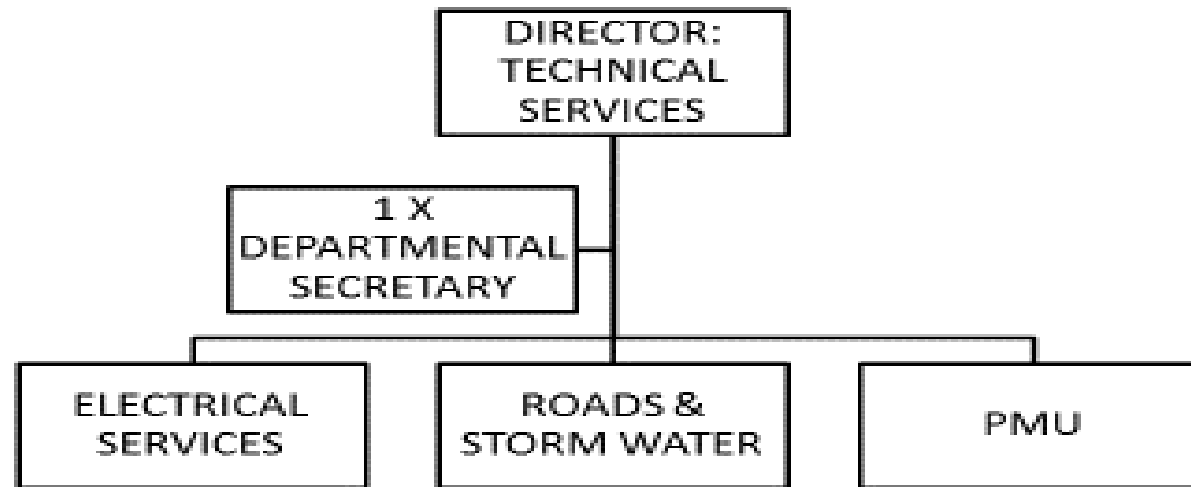 DIRECTOR:
TECHNICAL
SERVICES
1 X
DEPARTMENTAL
SECRETARY
ELECTRICAL
SERVICES
ROADS &
STORM WATER
PMU